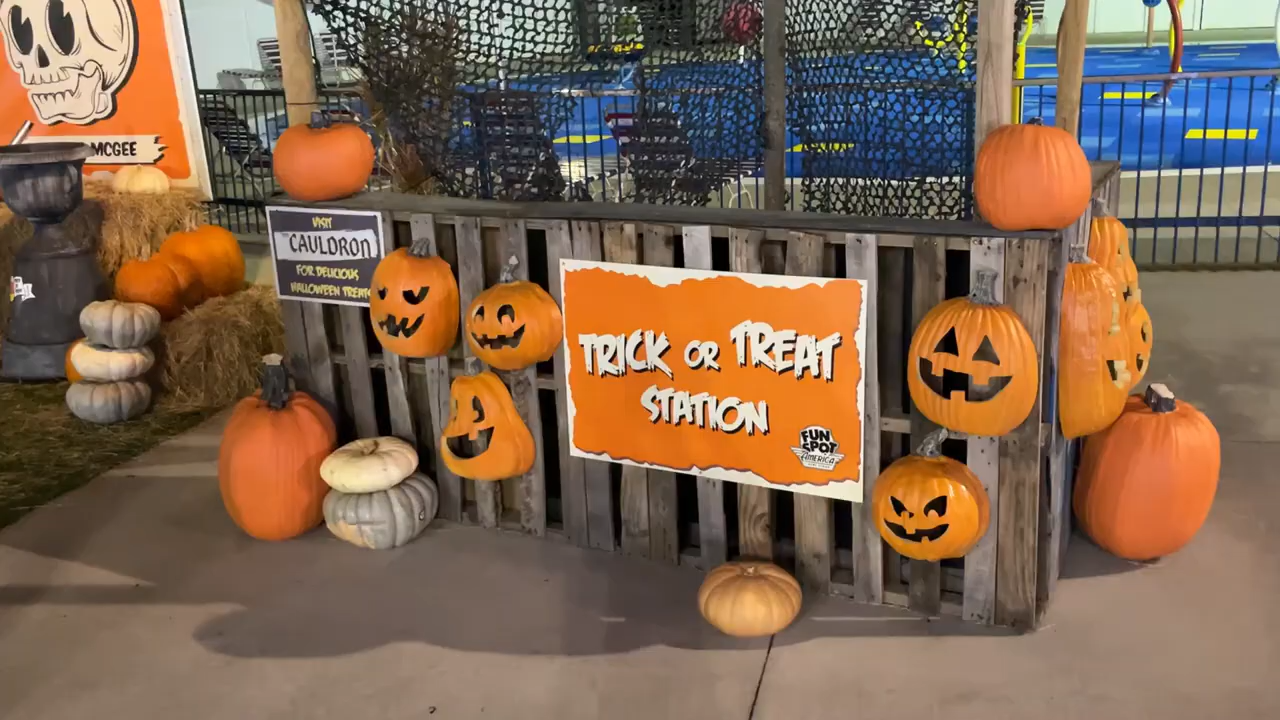 MCGEE
VISIT
CAULDRON
FOR DELICIOUS
HALLOWEEN TREATS
TRICK OR TREAT
STATION
FUN
SPOT
AMERICA